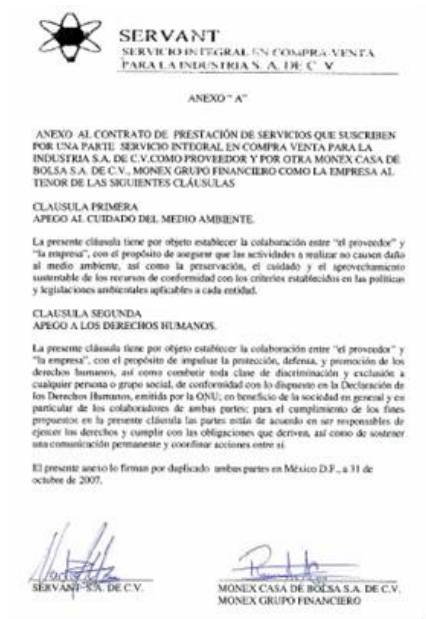 SERVANT
SERVICIO INTEGRAL EN COMPRA-VENTA
PARA LA INDUSTRIA S. A. DE C. V
ANEXO "A"
ANEXO AL CONTRATO DE PRESTACIÓN DE SERVICIOS QUE SUSCRIBEN
POR UNA PARTE SERVICIO INTEGRAL EN COMPRA VENTA PARA LA
INDUSTRIA S.A. DE C.V.COMO PROVEEDOR Y POR OTRA MONEX CASA DE
BOLSA S.A. DE C.V., MONEX GRUPO FINANCIERO COMO LA EMPRESA AL
TENOR DE LAS SIGUIENTES CLÁUSULAS
CLAUSULA PRIMERA
APEGO AL CUIDADO DEL MEDIO AMBIENTE.
La presente cláusula tiene por objeto establecer la colaboración entre "el proveedor" y
"la empresa", con el propósito de asegurar que las actividades a realizar no causen daño
al medio ambiente, así como la preservación, el cuidado y el aprovechamiento
sustentable de los recursos de conformidad con los criterios establecidos en las políticas
y legislaciones ambientales aplicables a cada entidad.
CLAUSULA SEGUNDA
APEGO A LOS DERECHOS HUMANOS.
La presente cláusula tiene por objeto establecer la colaboración entre "el proveedor" y
"la empresa", con el propósito de impulsar la protección, defensa, y promoción de los
derechos humanos, así como combatir toda clase de discriminación y exclusión a
cualquier persona o grupo social, de conformidad con lo dispuesto en la Declaración de
los Derechos Humanos, emitida por la ONU; en beneficio de la sociedad en general y en
particular de los colaboradores de ambas partes; para el cumplimiento de los fines
propuestos en la presente cláusula las partes están de acuerdo en ser responsables de
ejercer los derechos y cumplir con las obligaciones que deriven, así como de sostener
una comunicación permanente y coordinar acciones entre sí.
El presente anexo lo firman por duplicado ambas partes en México D.F., a 31 de
octubre de 2007.
SERVANT S.A. DE C.V.
MONEX CASA DE BOLSA S.A. DE C.V.
MONEX GRUPO FINANCIERO